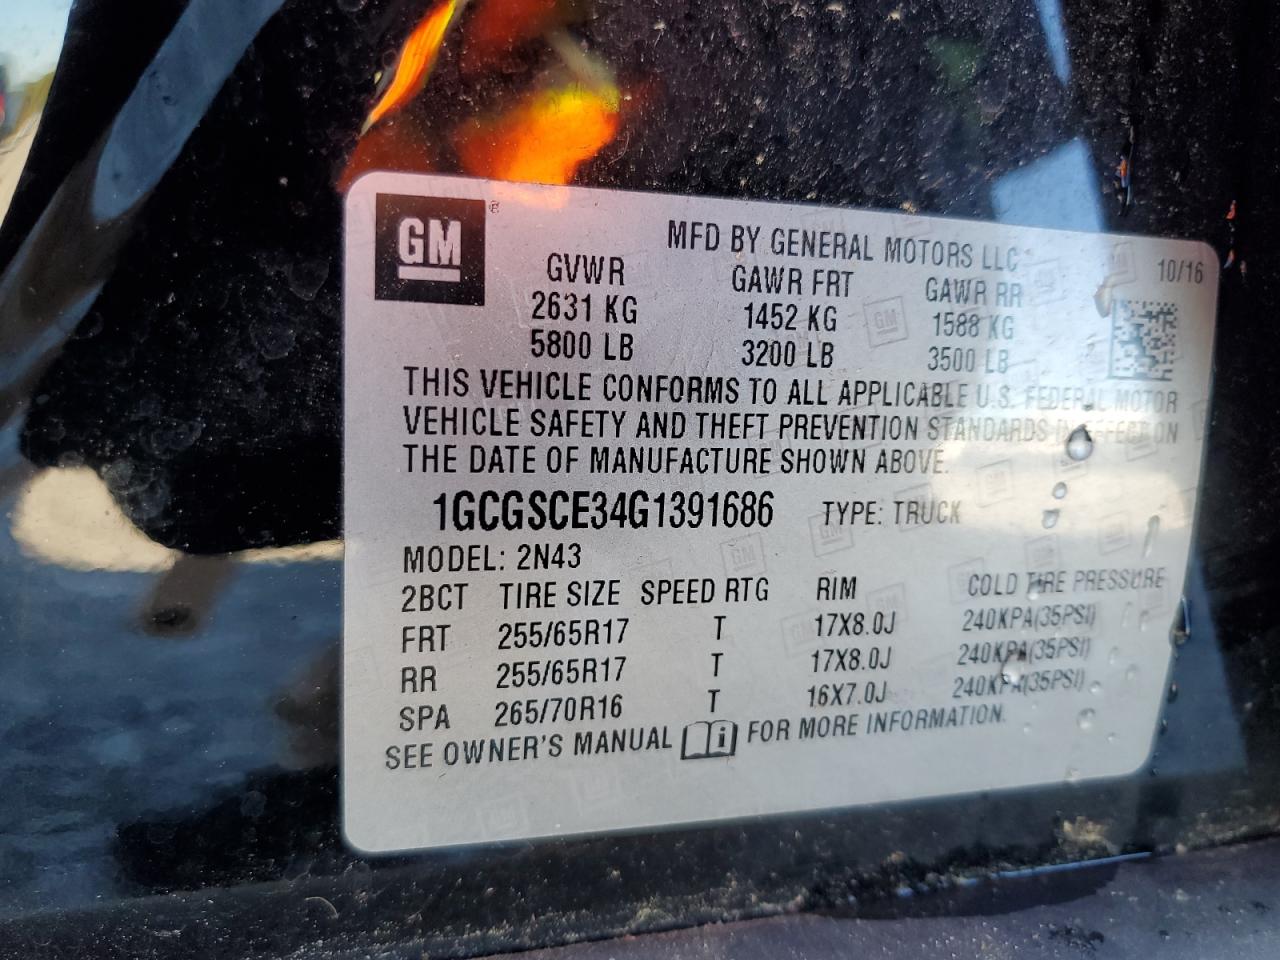 GM ®
MFD BY GENERAL MOTORS LLC 10/16
GVWR GAWR FRT GAWR RR
2631 KG 1452 KG 1588 KG
5800 LB 3200 LB 3500 LB
THIS VEHICLE CONFORMS TO ALL APPLICABLE U.S. FEDERAL MOTOR
VEHICLE SAFETY AND THEFT PREVENTION STANDARDS IN EFFECT ON
THE DATE OF MANUFACTURE SHOWN ABOVE.
1GCGSCE34G1391686 TYPE: TRUCK
MODEL: 2N43
2BCT TIRE SIZE SPEED RTG RIM COLD TIRE PRESSURE
FRT 255/65R17 T 17X8.0J 240KPA(35PSI)
RR 255/65R17 T 17X8.0J 240KPA(35PSI)
SPA 265/70R16 T 16X7.0J 240KPA(35PSI)
SEE OWNER'S MANUAL i FOR MORE INFORMATION.